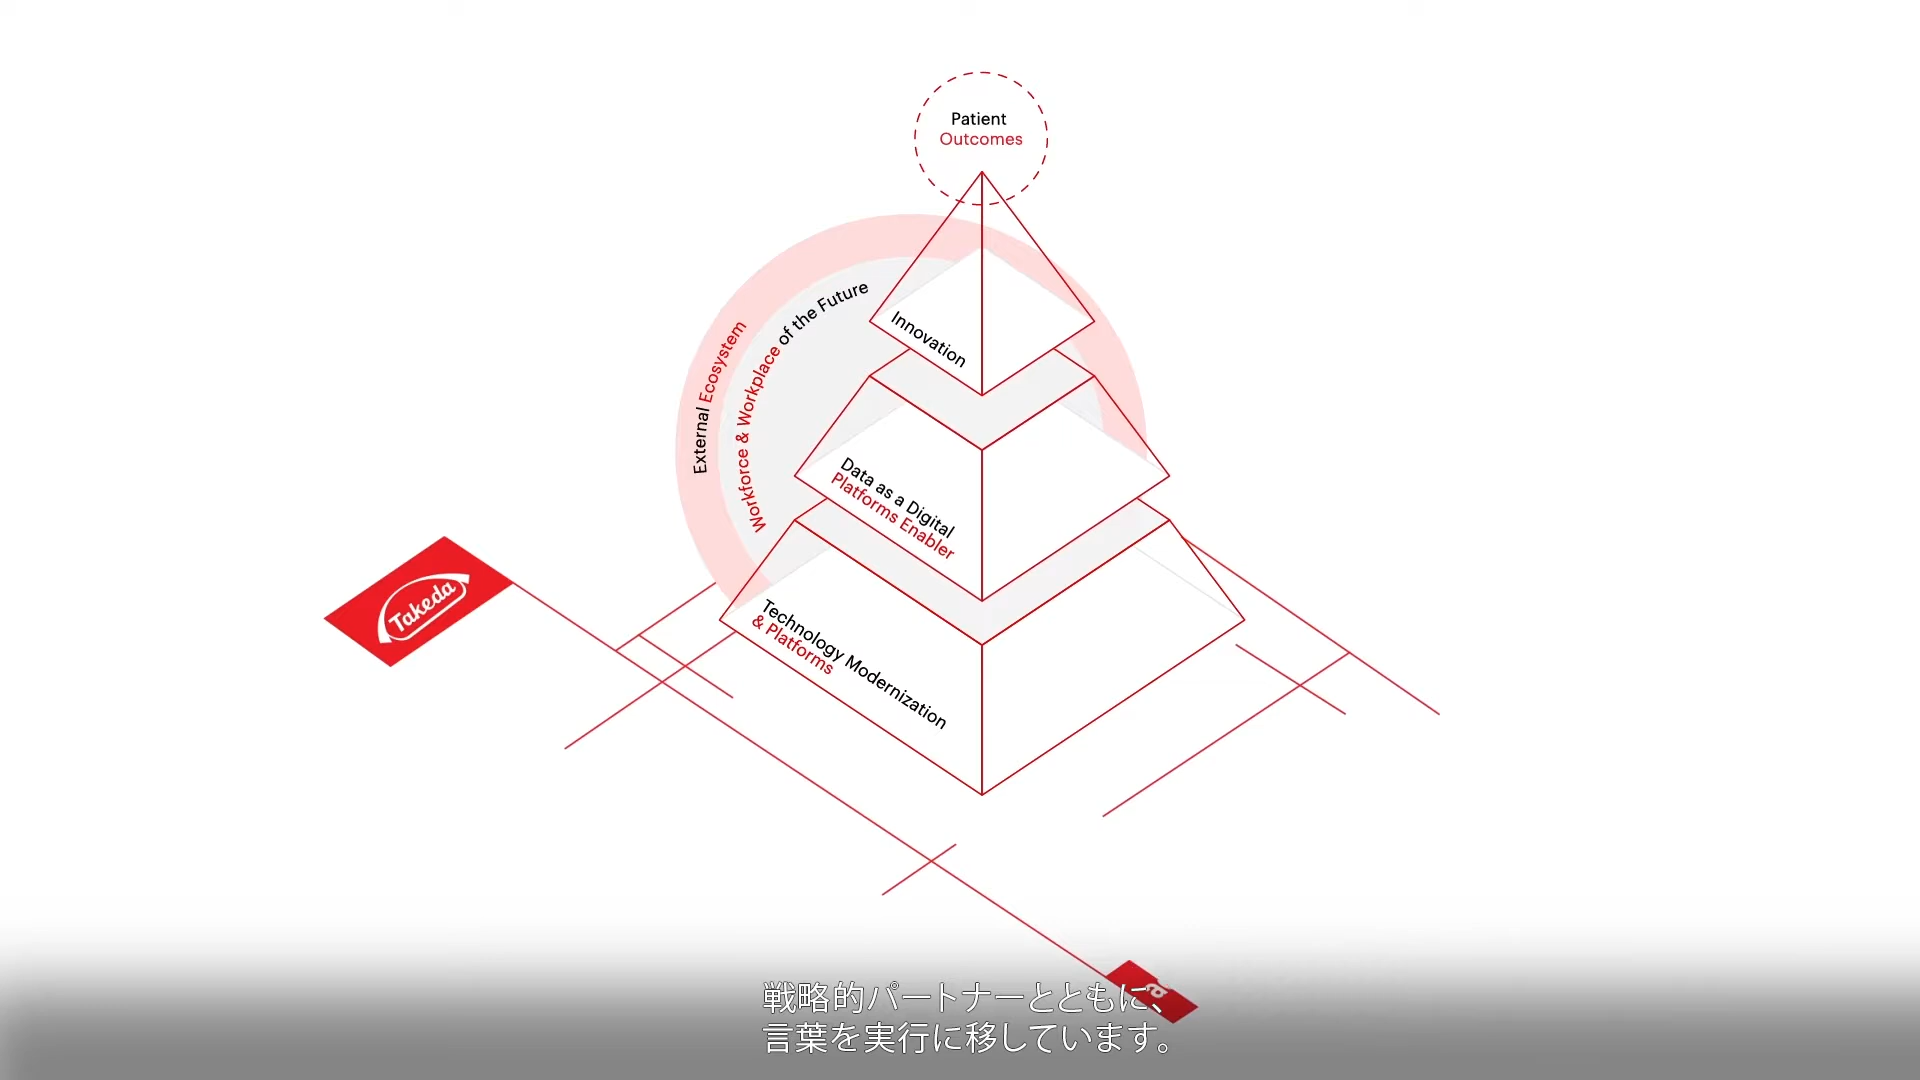 Patient
Outcomes
External Ecosystem
Workforce & Workplace of the Future
Innovation
Data as a Digital
Platforms Enabler
Technology Modernization
& Platforms
Takeda
戦略的パートナーとともに、
言葉を実行に移しています。